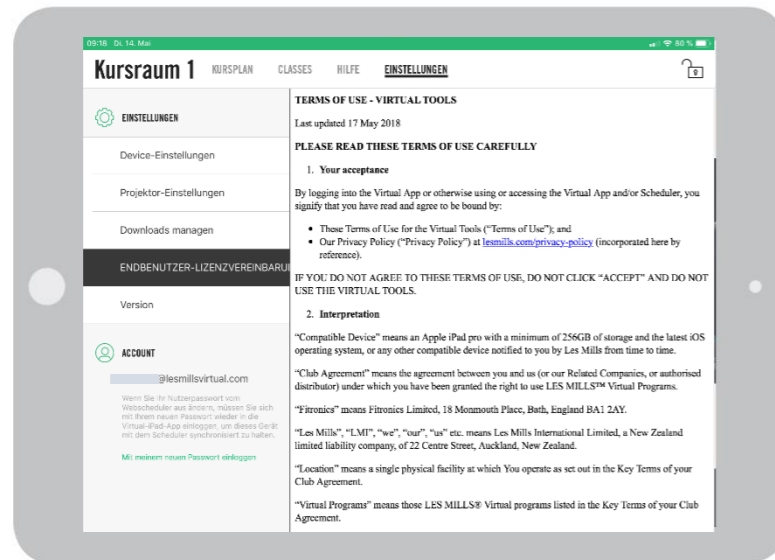 09:18 Di. 14. Mai
80 %
Kursraum 1 KURSPLAN CLASSES HILFE EINSTELLUNGEN
EINSTELLUNGEN
Device-Einstellungen
Projektor-Einstellungen
Downloads managen
ENDBENUTZER-LIZENZVEREINBARU
Version
ACCOUNT
@lesmillsvirtual.com
Wenn Sie Ihr Nutzerpasswort vom
Webscheduler aus ändern, müssen Sie sich
mit Ihrem neuen Passwort wieder in die
Virtual-iPad-App einloggen, um dieses Gerät
mit dem Scheduler synchronisiert zu halten.
Mit meinem neuen Passwort einloggen
TERMS OF USE - VIRTUAL TOOLS
Last updated 17 May 2018
PLEASE READ THESE TERMS OF USE CAREFULLY
1. Your acceptance
By logging into the Virtual App or otherwise using or accessing the Virtual App and/or Scheduler, you
signify that you have read and agree to be bound by:
• These Terms of Use for the Virtual Tools (“Terms of Use”); and
• Our Privacy Policy (“Privacy Policy”) at lesmills.com/privacy-policy (incorporated here by
reference).
IF YOU DO NOT AGREE TO THESE TERMS OF USE, DO NOT CLICK “ACCEPT” AND DO NOT
USE THE VIRTUAL TOOLS.
2. Interpretation
“Compatible Device” means an Apple iPad pro with a minimum of 256GB of storage and the latest iOS
operating system, or any other compatible device notified to you by Les Mills from time to time.
“Club Agreement” means the agreement between you and us (or our Related Companies, or authorised
distributor) under which you have been granted the right to use LES MILLS™ Virtual Programs.
“Fitronics” means Fitronics Limited, 18 Monmouth Place, Bath, England BA1 2AY.
“Les Mills”, “LMI”, “we”, “our”, “us” etc. means Les Mills International Limited, a New Zealand
limited liability company, of 22 Centre Street, Auckland, New Zealand.
“Location” means a single physical facility at which You operate as set out in the Key Terms of your
Club Agreement.
“Virtual Programs” means those LES MILLS® Virtual programs listed in the Key Terms of your Club
Agreement.